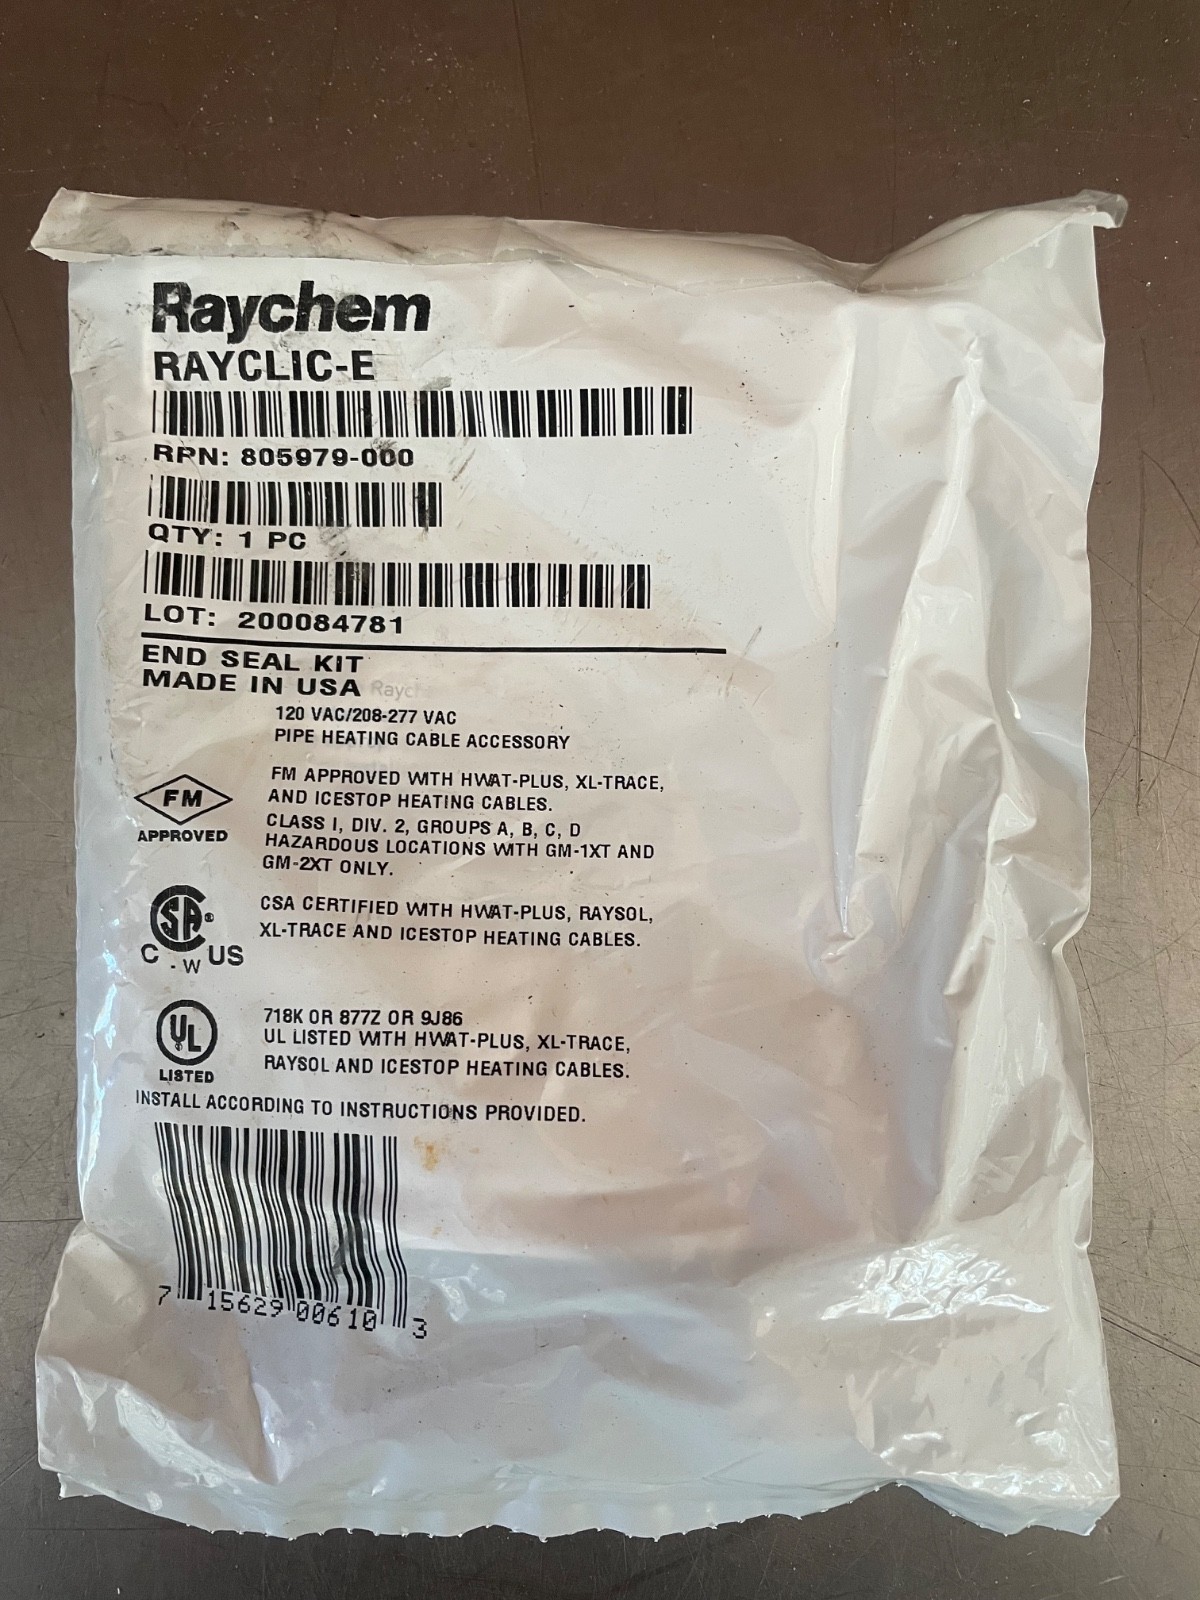 Raychem
RAYCLIC-E
RPN: 805979-000
QTY: 1 PC
LOT: 200084781
END SEAL KIT
MADE IN USA
120 VAC/208-277 VAC
PIPE HEATING CABLE ACCESSORY
FM
APPROVED
FM APPROVED WITH HWAT-PLUS, XL-TRACE,
AND ICESTOP HEATING CABLES.
CLASS I, DIV. 2, GROUPS A, B, C, D
HAZARDOUS LOCATIONS WITH GM-1XT AND
GM-2XT ONLY.
SA®
C -W US
CSA CERTIFIED WITH HWAT-PLUS, RAYSOL,
XL-TRACE AND ICESTOP HEATING CABLES.
UL
LISTED
718K OR 877Z OR 9J86
UL LISTED WITH HWAT-PLUS, XL-TRACE,
RAYSOL AND ICESTOP HEATING CABLES.
INSTALL ACCORDING TO INSTRUCTIONS PROVIDED.
7 15629 00610 3